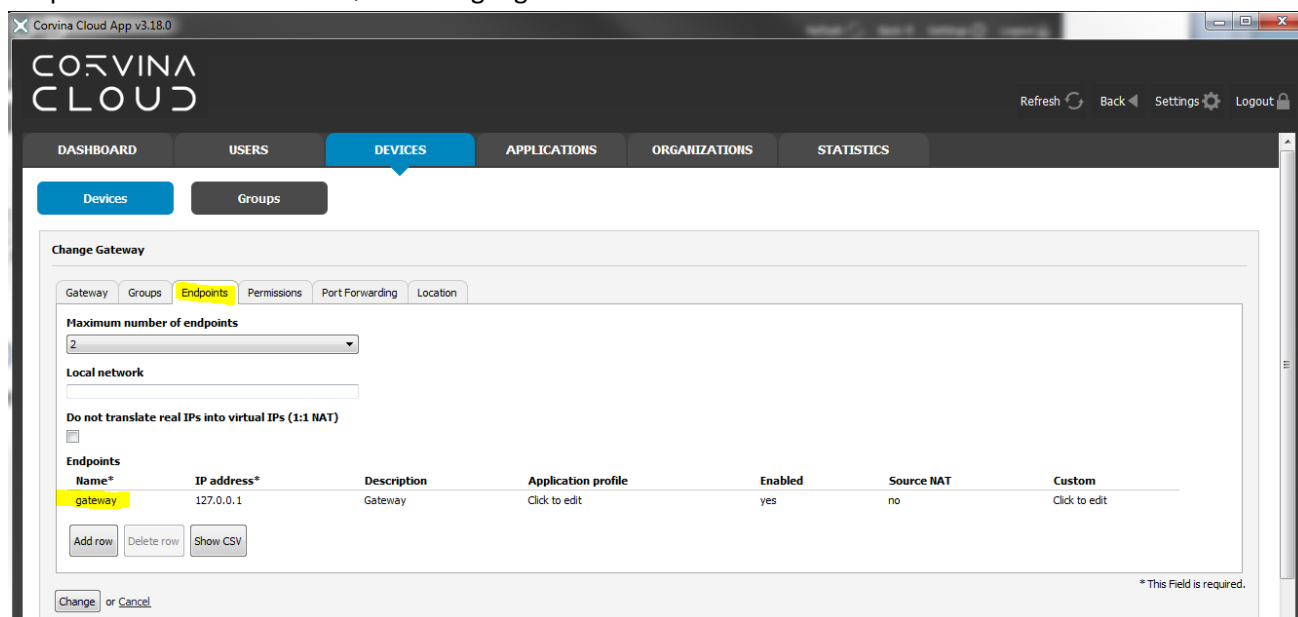 Corvina Cloud App v3.18.0
CORVINA
CLOUD
Refresh Back Settings Logout
DASHBOARD USERS DEVICES APPLICATIONS ORGANIZATIONS STATISTICS
Devices Groups
Change Gateway
Gateway Groups Endpoints Permissions Port Forwarding Location
Maximum number of endpoints
2
Local network
Do not translate real IPs into virtual IPs (1:1 NAT)
Endpoints
Name* IP address* Description Application profile Enabled Source NAT Custom
gateway 127.0.0.1 Gateway Click to edit yes no Click to edit
Add row Delete row Show CSV
* This Field is required.
Change or Cancel